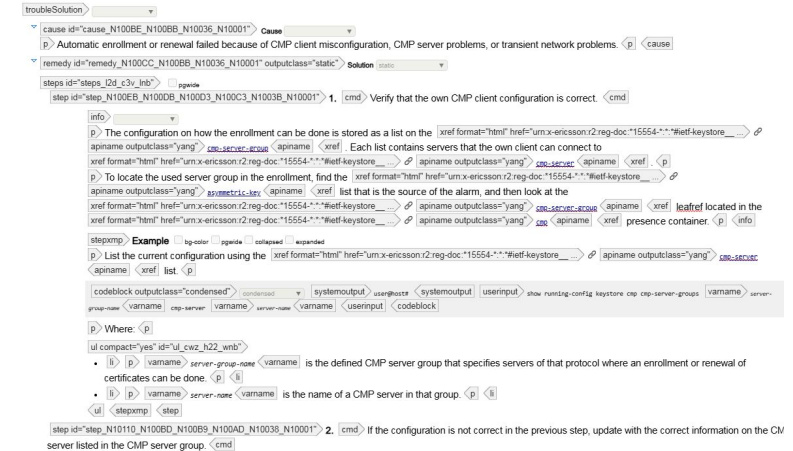 troubleSolution
cause id="cause_N100BE_N100BB_N10036_N10001" Cause
p Automatic enrollment or renewal failed because of CMP client misconfiguration, CMP server problems, or transient network problems. p cause
remedy id="remedy_N100CC_N100BB_N10036_N10001" outputclass="static" Solution static
steps id="steps_l2d_c3v_lnb" pgwide
step id="step_N100EB_N100DB_N100D3_N100C3_N1003B_N10001" 1. cmd Verify that the own CMP client configuration is correct. cmd
info
p The configuration on how the enrollment can be done is stored as a list on the xref format="html" href="urn:x-ericsson:r2:reg-doc:*15554-*:*:*#ietf-keystore__ ...
apiname outputclass="yang" cmp-server-group apiname xref . Each list contains servers that the own client can connect to
xref format="html" href="urn:x-ericsson:r2:reg-doc:*15554-*:*:*#ietf-keystore__ ... apiname outputclass="yang" cmp-server apiname xref . p
p To locate the used server group in the enrollment, find the xref format="html" href="urn:x-ericsson:r2:reg-doc:*15554-*:*:*#ietf-keystore__ ...
apiname outputclass="yang" asymmetric-key apiname xref list that is the source of the alarm, and then look at the
xref format="html" href="urn:x-ericsson:r2:reg-doc:*15554-*:*:*#ietf-keystore__ ... apiname outputclass="yang" cmp-server-group apiname xref leafref located in the
xref format="html" href="urn:x-ericsson:r2:reg-doc:*15554-*:*:*#ietf-keystore__ ... apiname outputclass="yang" cmp apiname xref presence container. p info
stepxmp Example bg-color pgwide collapsed expanded
p List the current configuration using the xref format="html" href="urn:x-ericsson:r2:reg-doc:*15554-*:*:*#ietf-keystore__ ... apiname outputclass="yang" cmp-server
apiname xref list. p
codeblock outputclass="condensed" condensed systemoutput user@host# systemoutput userinput show running-config keystore cmp cmp-server-groups varname server-
group-name varname cmp-server varname server-name varname userinput codeblock
p Where: p
ul compact="yes" id="ul_cwz_h22_wnb"
• li p varname server-group-name varname is the defined CMP server group that specifies servers of that protocol where an enrollment or renewal of
certificates can be done. p li
• li p varname server-name varname is the name of a CMP server in that group. p li
ul stepxmp step
step id="step_N10110_N100BD_N100B9_N100AD_N10038_N10001" 2. cmd If the configuration is not correct in the previous step, update with the correct information on the CM
server listed in the CMP server group. cmd